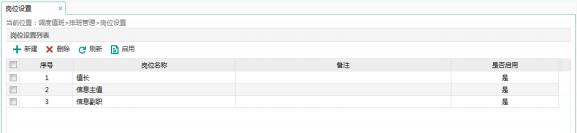 岗位设置 ×
当前位置：调度值班>排班管理>岗位设置
岗位设置列表
新建 删除 刷新 启用
序号 岗位名称 备注 是否启用
1 值长 是
2 信息主值 是
3 信息副职 是